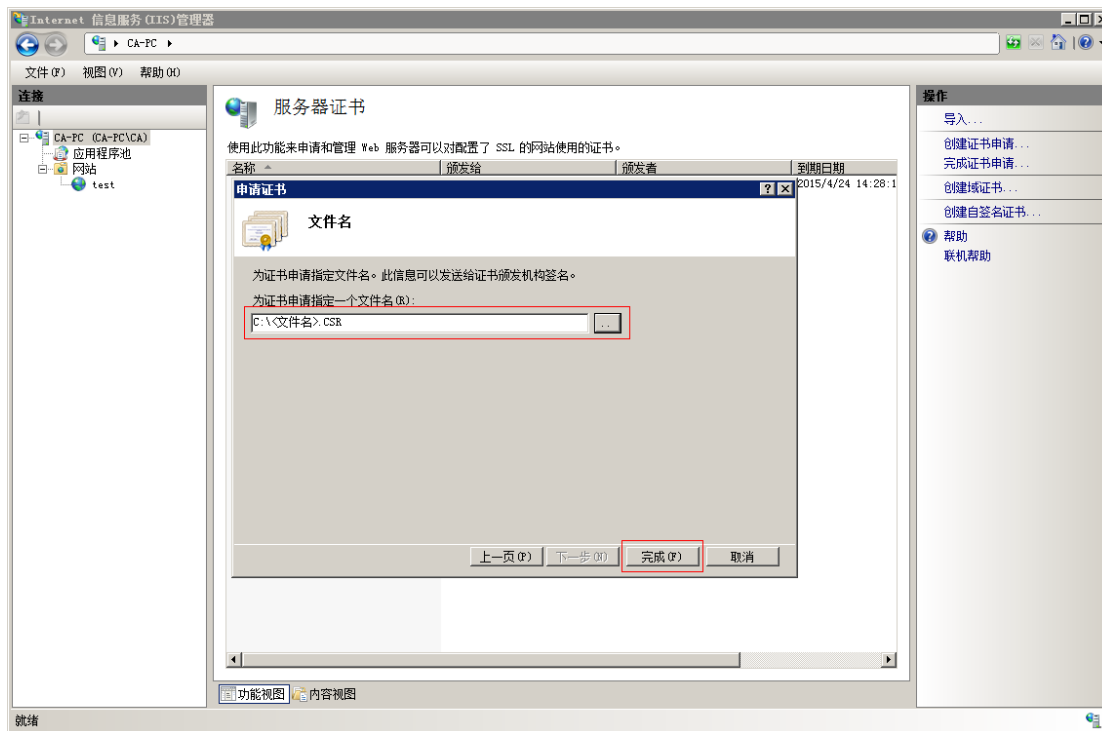 Internet 信息服务(IIS)管理器
CA-PC
文件(F) 视图(V) 帮助(H)
连接
CA-PC (CA-PC\CA)
应用程序池
网站
test
服务器证书
使用此功能来申请和管理 Web 服务器可以对配置了 SSL 的网站使用的证书。
名称 颁发给 颁发者 到期日期
2015/4/24 14:28:1
申请证书
文件名
为证书申请指定文件名。此信息可以发送给证书颁发机构签名。
为证书申请指定一个文件名(R):
C:\<文件名>.CSR
..
上一页(P) 下一步(N) 完成(F) 取消
功能视图 内容视图
操作
导入...
创建证书申请...
完成证书申请...
创建域证书...
创建自签名证书...
帮助
联机帮助
就绪